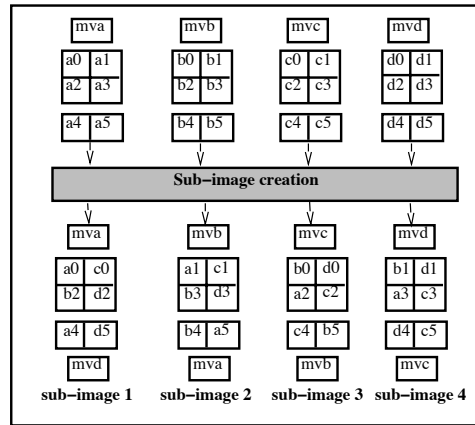 mva mvb mvc mvd
a0 a1 b0 b1 c0 c1 d0 d1
a2 a3 b2 b3 c2 c3 d2 d3
a4 a5 b4 b5 c4 c5 d4 d5
Sub-image creation
mva mvb mvc mvd
a0 c0 a1 c1 b0 d0 b1 d1
b2 d2 b3 d3 a2 c2 a3 c3
a4 d5 b4 a5 c4 b5 d4 c5
mvd mva mvb mvc
sub-image 1 sub-image 2 sub-image 3 sub-image 4